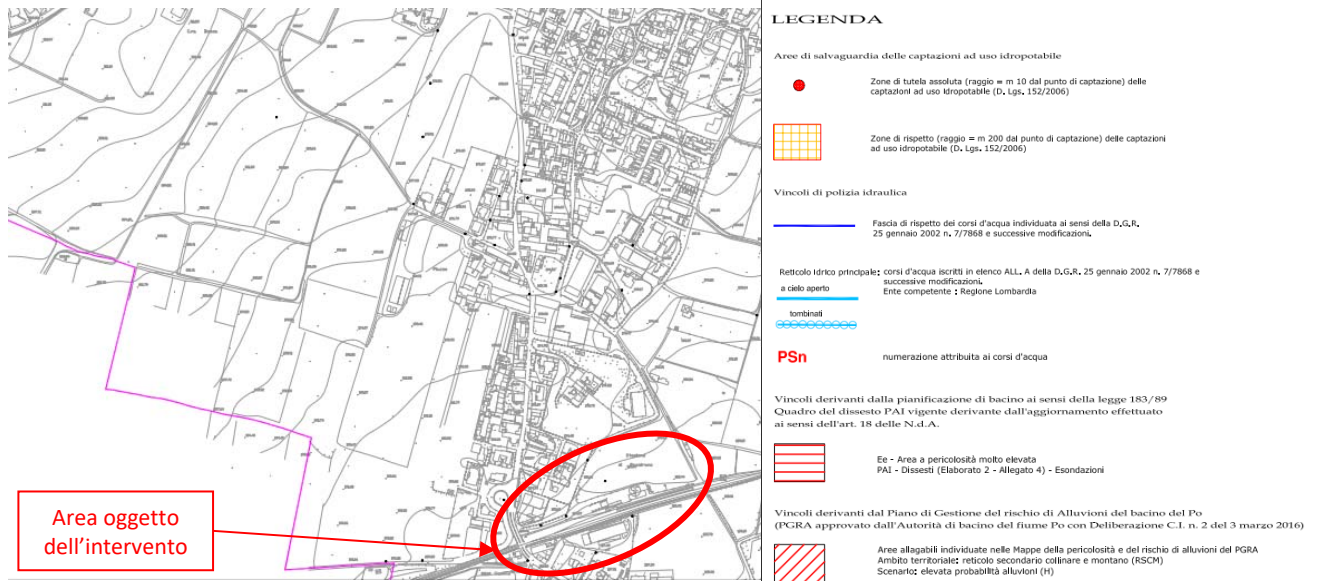 Area oggetto
dell'intervento
LEGENDA
Aree di salvaguardia delle captazioni ad uso idropotabile
Zone di tutela assoluta (raggio = m 10 dal punto di captazione) delle
captazioni ad uso idropotabile (D. Lgs. 152/2006)
Zone di rispetto (raggio = m 200 dal punto di captazione) delle captazioni
ad uso idropotabile (D. Lgs. 152/2006)
Vincoli di polizia idraulica
Fascia di rispetto dei corsi d'acqua individuata ai sensi della D.G.R.
25 gennaio 2002 n. 7/7868 e successive modificazioni.
Reticolo idrico principale: corsi d'acqua iscritti in elenco ALL. A della D.G.R. 25 gennaio 2002 n. 7/7868 e
successive modificazioni.
a cielo aperto
Ente competente : Regione Lombardia
tombinati
PSn
numerazione attribuita ai corsi d'acqua
Vincoli derivanti dalla pianificazione di bacino ai sensi della legge 183/89
Quadro del dissesto PAI vigente derivante dall'aggiornamento effettuato
ai sensi dell'art. 18 delle N.d.A.
Ee - Area a pericolosità molto elevata
PAI - Dissesti (Elaborato 2 - Allegato 4) - Esondazioni
Vincoli derivanti dal Piano di Gestione del rischio di Alluvioni del bacino del Po
(PGRA approvato dall'Autorità di bacino del fiume Po con Deliberazione C.I. n. 2 del 3 marzo 2016)
Aree allagabili individuate nelle Mappe della pericolosità e del rischio di alluvioni del PGRA
Ambito territoriale: reticolo secondario collinare e montano (RSCM)
Scenario: elevata probabilità alluvioni (H)